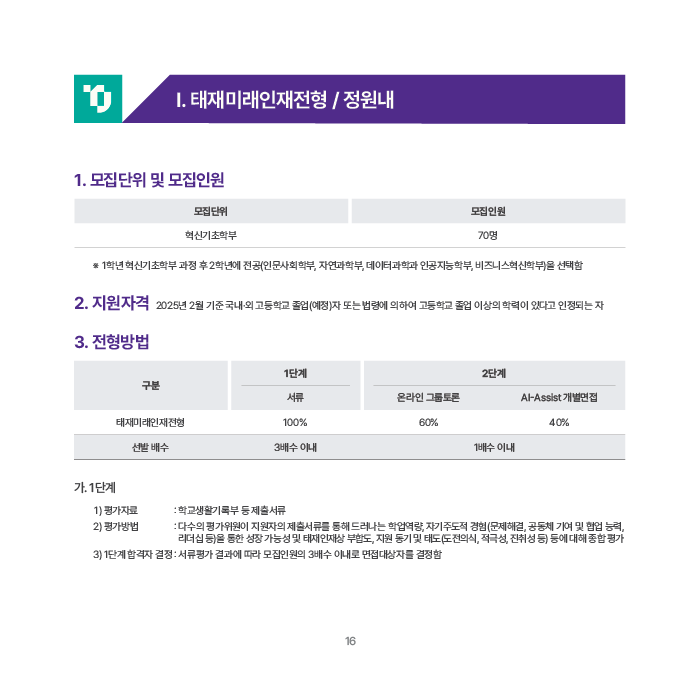 Ⅰ. 태재미래인재전형 / 정원내
1. 모집단위 및 모집인원
모집단위 모집인원
혁신기초학부 70명
※ 1학년 혁신기초학부 과정 후 2학년에 전공(인문사회학부, 자연과학부, 데이터과학과 인공지능학부, 비즈니스혁신학부)을 선택함
2. 지원자격 2025년 2월 기준 국내·외 고등학교 졸업(예정)자 또는 법령에 의하여 고등학교 졸업 이상의 학력이 있다고 인정되는 자
3. 전형방법
구분 1단계 2단계
서류 온라인 그룹토론 AI-Assist 개별면접
태재미래인재전형 100% 60% 40%
선발 배수 3배수 이내 1배수 이내
가. 1단계
1) 평가자료 : 학교생활기록부 등 제출서류
2) 평가방법 : 다수의 평가위원이 지원자의 제출서류를 통해 드러나는 학업역량, 자기주도적 경험(문제해결, 공동체 기여 및 협업 능력,
리더십 등)을 통한 성장 가능성 및 태재인재상 부합도, 지원 동기 및 태도(도전의식, 적극성, 진취성 등) 등에 대해 종합 평가
3) 1단계 합격자 결정 : 서류평가 결과에 따라 모집인원의 3배수 이내로 면접대상자를 결정함
16